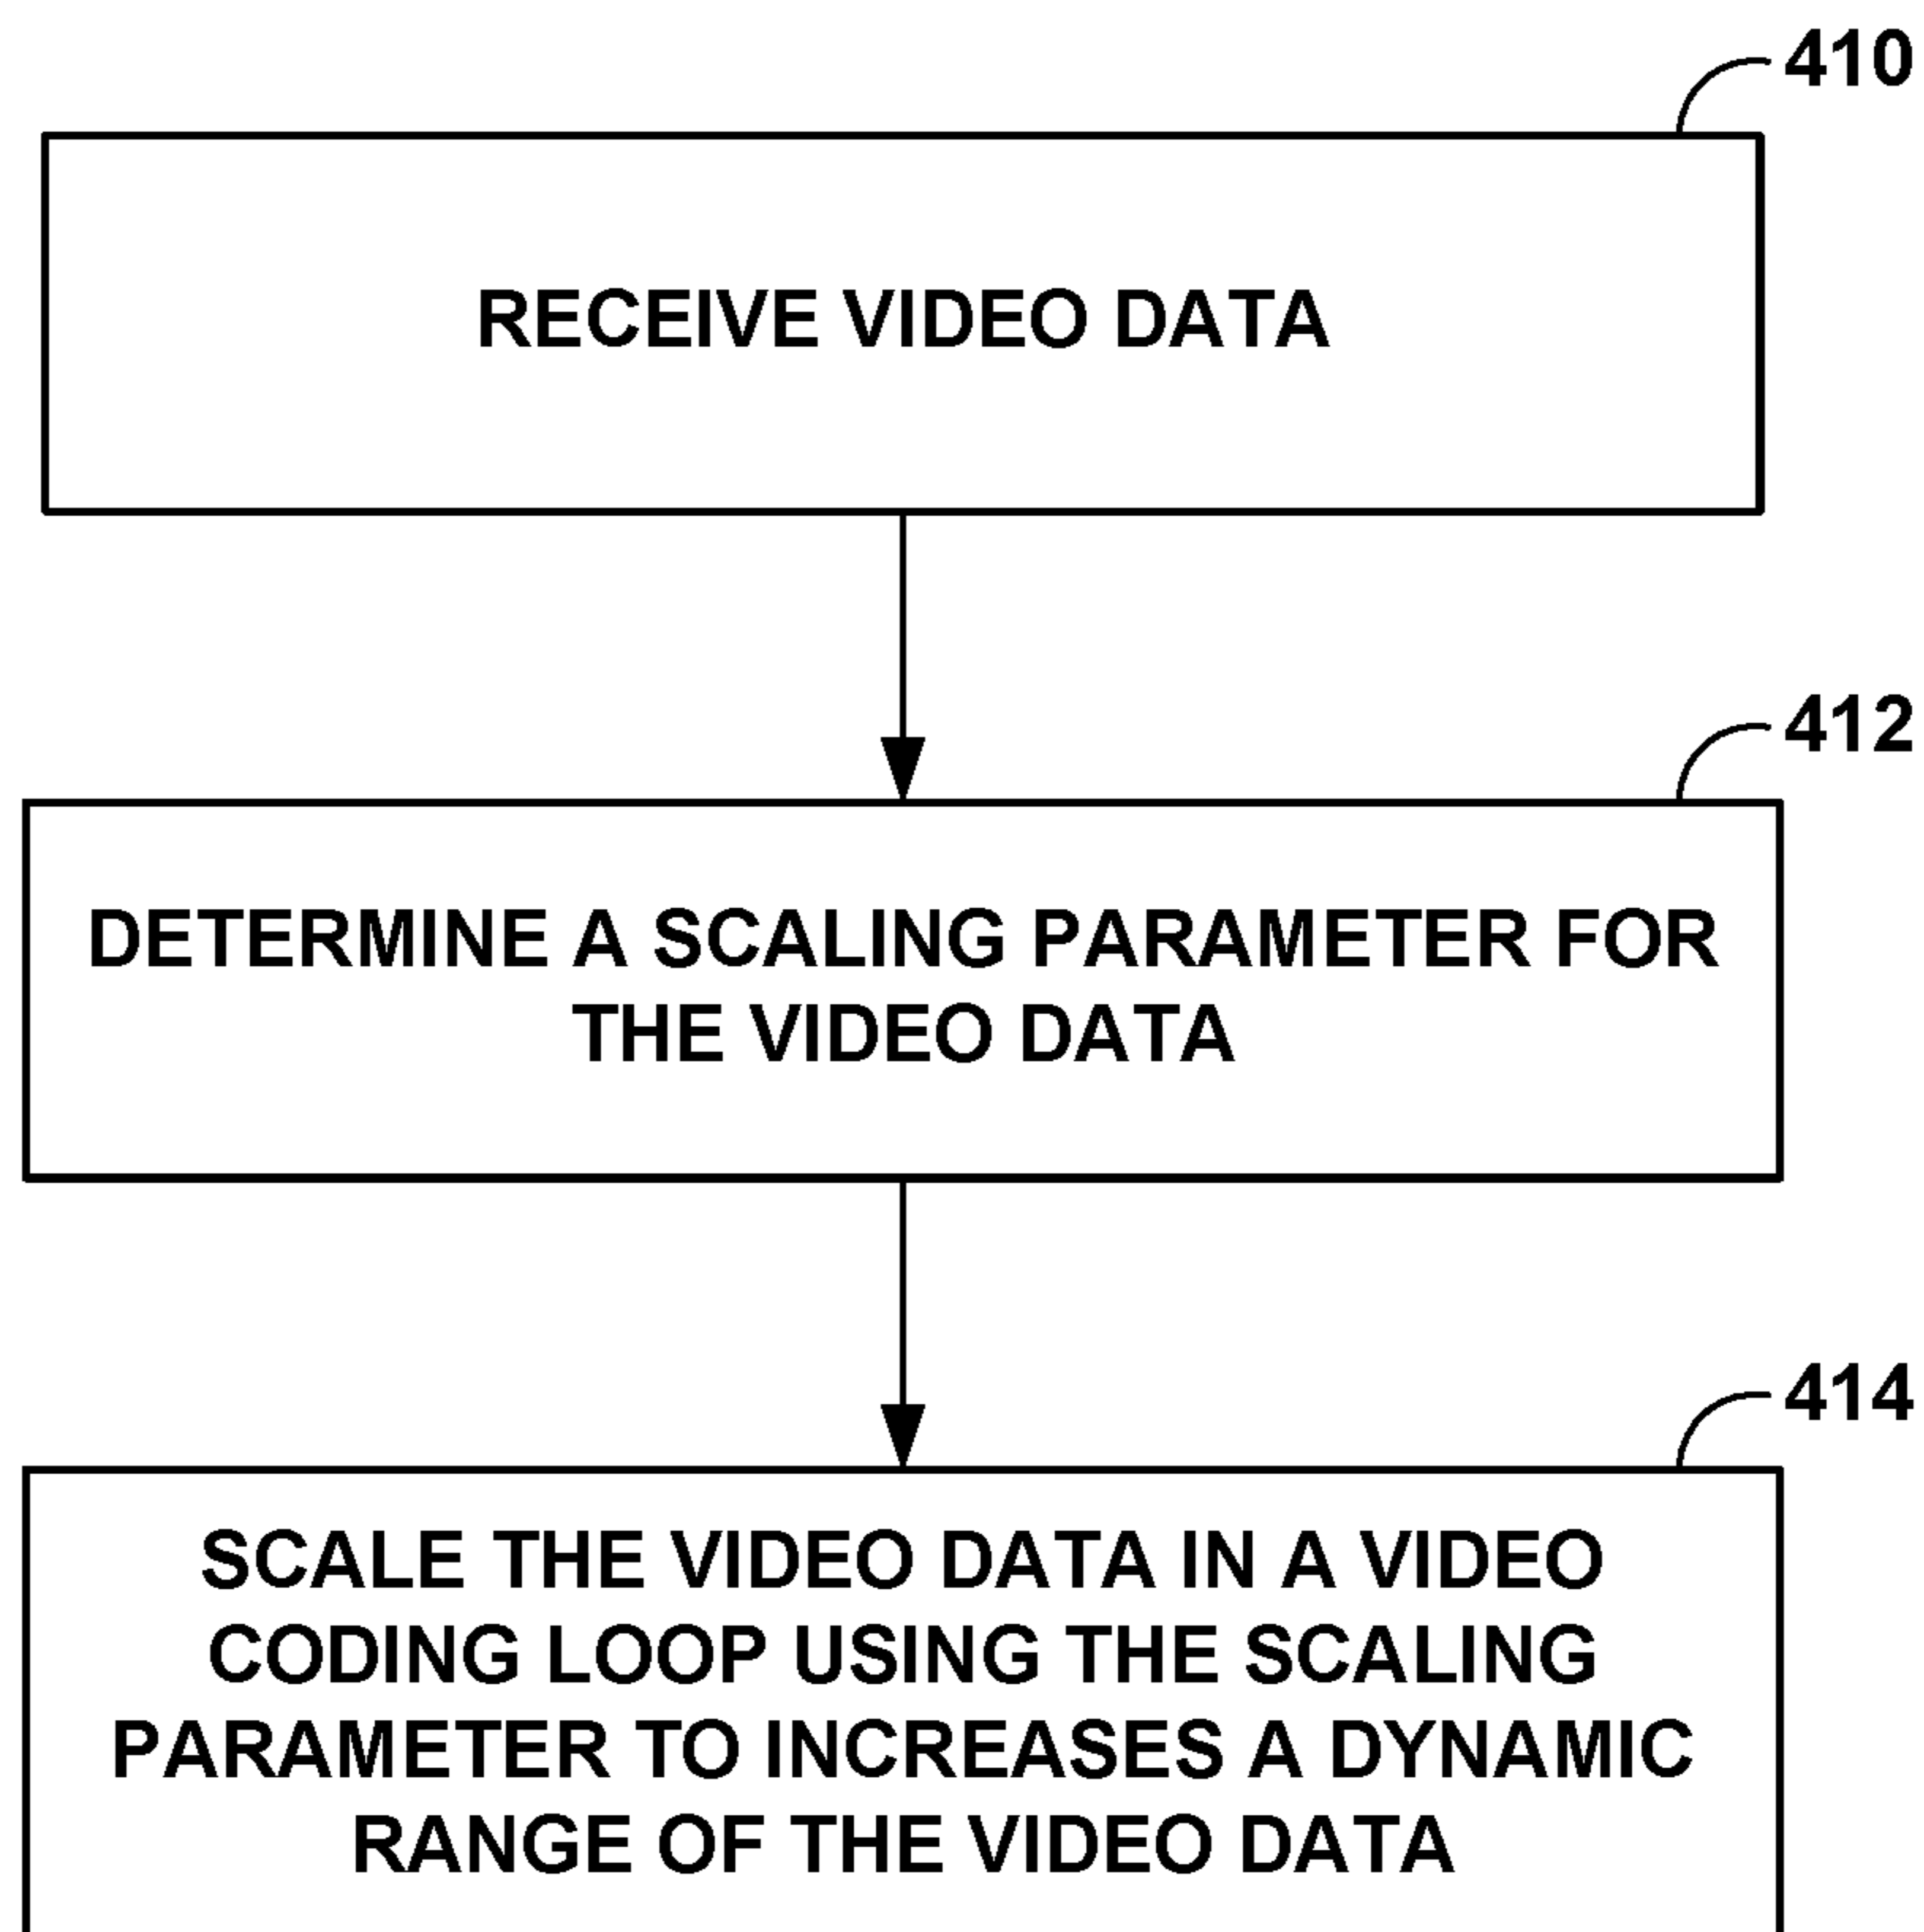 410
RECEIVE VIDEO DATA
412
DETERMINE A SCALING PARAMETER FOR
THE VIDEO DATA
414
SCALE THE VIDEO DATA IN A VIDEO
CODING LOOP USING THE SCALING
PARAMETER TO INCREASES A DYNAMIC
RANGE OF THE VIDEO DATA